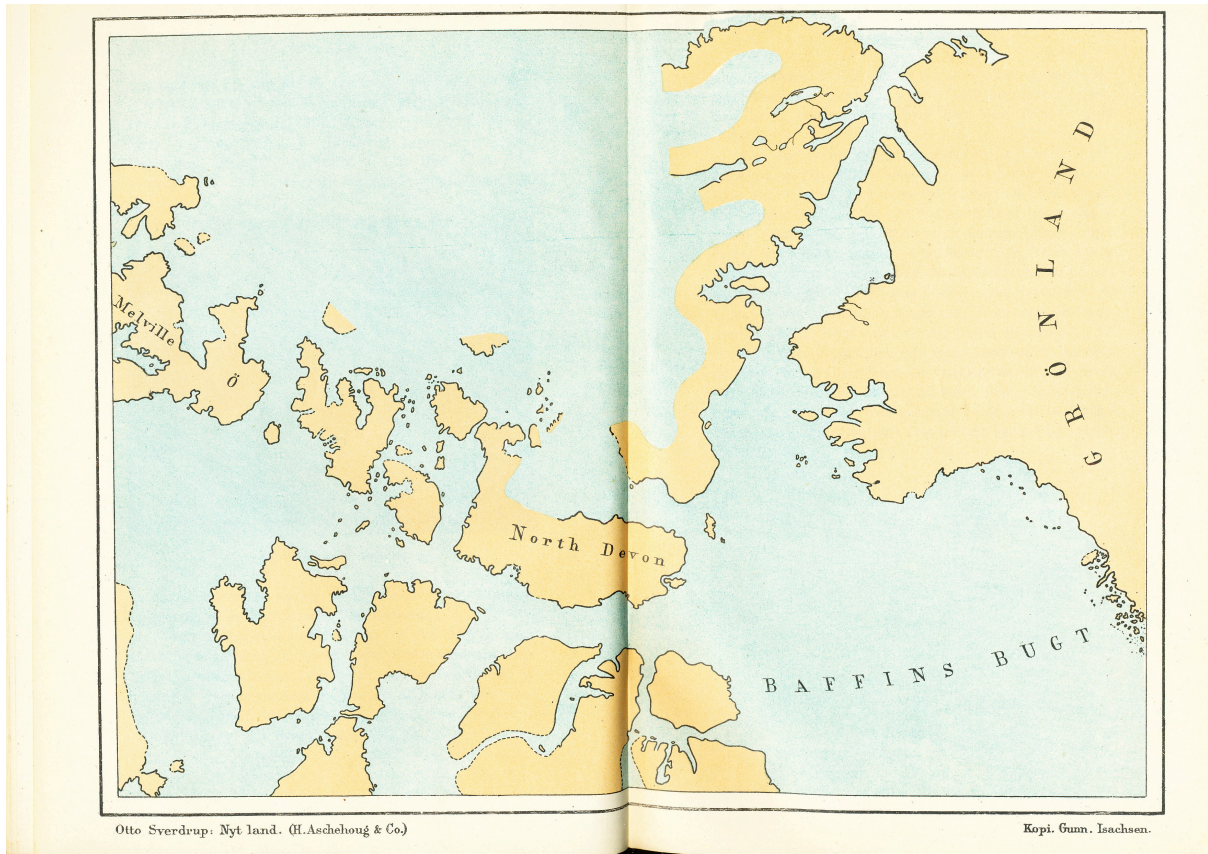 Melville
Ö
GRÖNLAND
North Devon
BAFFINS BUGT
Otto Sverdrup: Nyt land. (H.Aschehoug & Co.)
Kopi. Gunn. Isachsen.